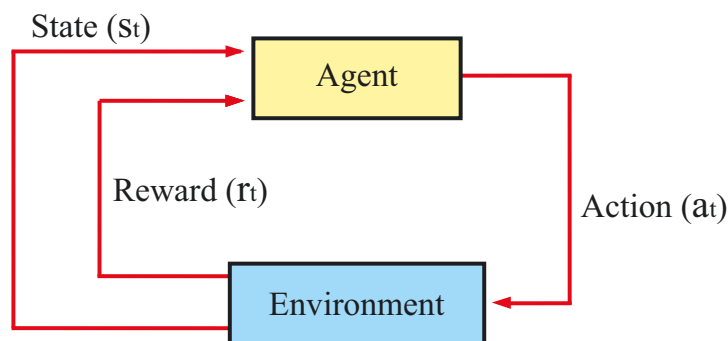 State (st)
Agent
Reward (rt)
Action (at)
Environment